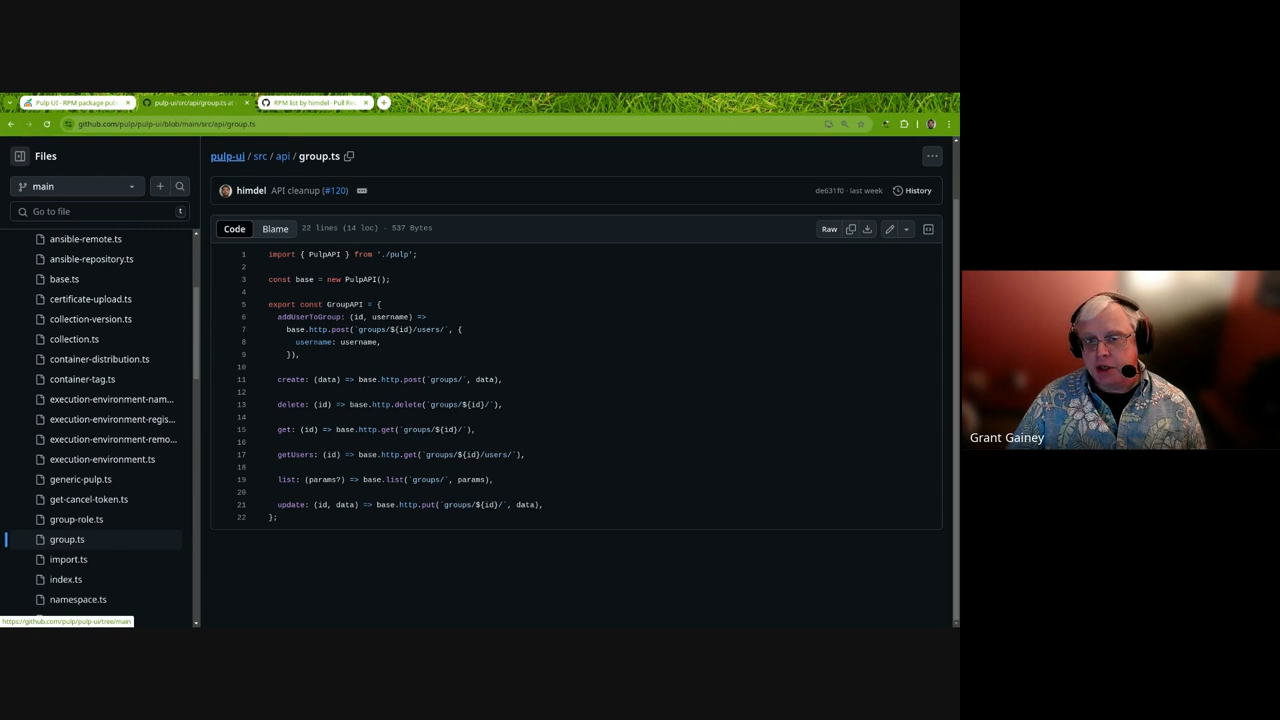 Pulp UI - RPM package pu
pulp-ui/src/api/group.ts at
RPM list by himdel · Pull Re
github.com/pulp/pulp-ui/blob/main/src/api/group.ts
Files
main
Go to file
t
ansible-remote.ts
ansible-repository.ts
base.ts
certificate-upload.ts
collection-version.ts
collection.ts
container-distribution.ts
container-tag.ts
execution-environment-nam...
execution-environment-regis...
execution-environment-remo...
execution-environment.ts
generic-pulp.ts
get-cancel-token.ts
group-role.ts
group.ts
import.ts
index.ts
namespace.ts
https://github.com/pulp/pulp-ui/tree/main
pulp-ui / src / api / group.ts
himdel API cleanup (#120)
de631f0 · last week
History
Code Blame 22 lines (14 loc) · 537 Bytes
Raw
1 import { PulpAPI } from './pulp';
2
3 const base = new PulpAPI();
4
5 export const GroupAPI = {
6 addUserToGroup: (id, username) =>
7 base.http.post(`groups/${id}/users/`, {
8 username: username,
9 }),
10
11 create: (data) => base.http.post(`groups/`, data),
12
13 delete: (id) => base.http.delete(`groups/${id}/`),
14
15 get: (id) => base.http.get(`groups/${id}/`),
16
17 getUsers: (id) => base.http.get(`groups/${id}/users/`),
18
19 list: (params?) => base.list(`groups/`, params),
20
21 update: (id, data) => base.http.put(`groups/${id}/`, data),
22 };
Grant Gainey